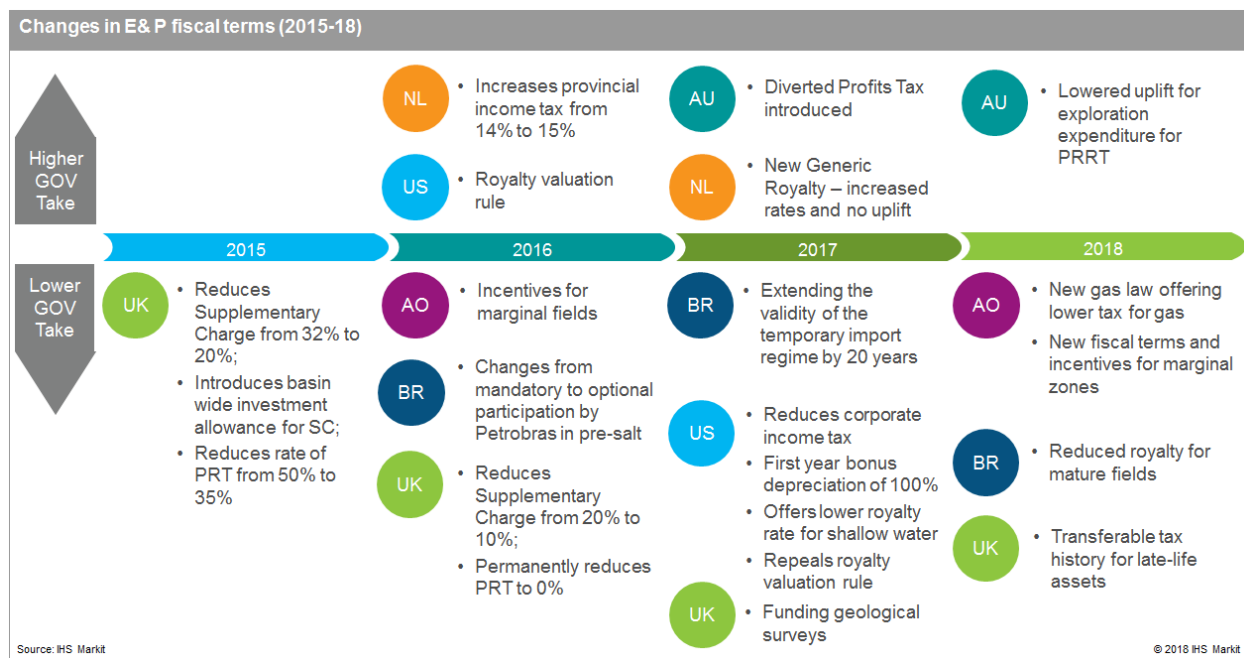 Changes in E&P fiscal terms (2015-18)
Higher
GOV
Take
NL
• Increases provincial
income tax from
14% to 15%
US
• Royalty valuation
rule
AU
• Diverted Profits Tax
introduced
NL
• New Generic
Royalty – increased
rates and no uplift
AU
• Lowered uplift for
exploration
expenditure for
PRRT
2015
2016
2017
2018
Lower
GOV
Take
UK
• Reduces
Supplementary
Charge from 32% to
20%;
• Introduces basin
wide investment
allowance for SC;
• Reduces rate of
PRT from 50% to
35%
AO
• Incentives for
marginal fields
BR
• Changes from
mandatory to optional
participation by
Petrobras in pre-salt
UK
• Reduces
Supplementary
Charge from 20% to
10%;
• Permanently reduces
PRT to 0%
BR
• Extending the
validity of the
temporary import
regime by 20 years
US
• Reduces corporate
income tax
• First year bonus
depreciation of 100%
• Offers lower royalty
rate for shallow water
• Repeals royalty
valuation rule
UK
• Funding geological
surveys
AO
• New gas law offering
lower tax for gas
• New fiscal terms and
incentives for marginal
zones
BR
• Reduced royalty for
mature fields
UK
• Transferable tax
history for late-life
assets
Source: IHS Markit
© 2018 IHS Markit